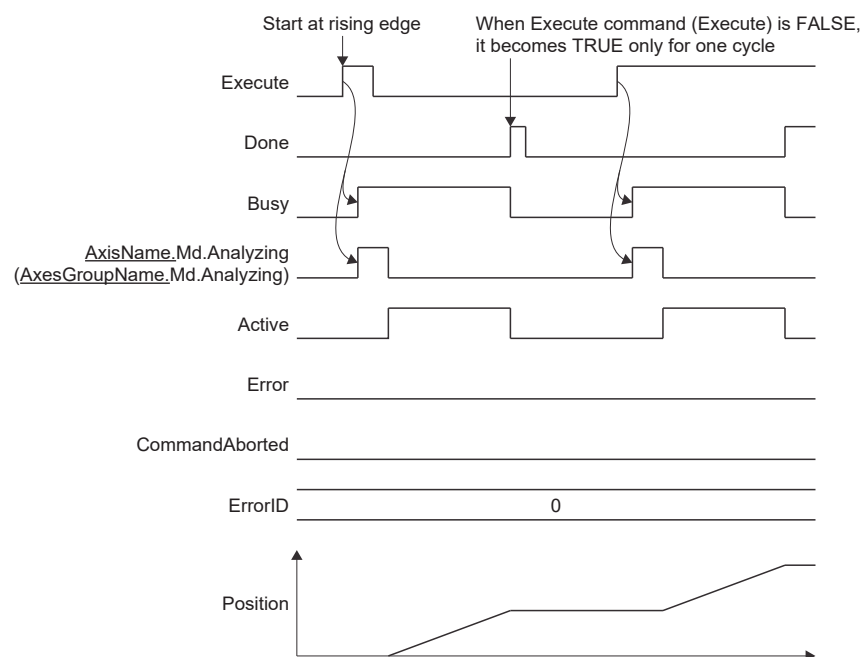 Start at rising edge
When Execute command (Execute) is FALSE,
it becomes TRUE only for one cycle
Execute
Done
Busy
AxisName.Md.Analyzing
(AxesGroupName.Md.Analyzing)
Active
Error
CommandAborted
ErrorID
0
Position